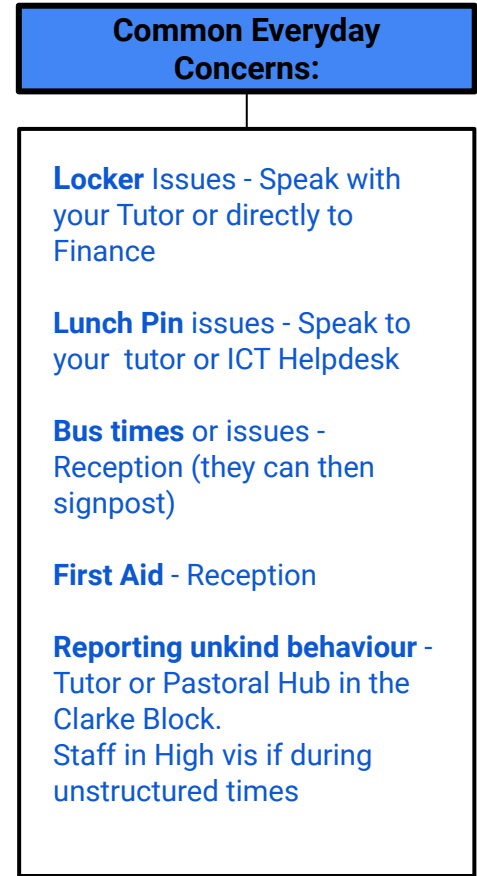 Common Everyday
Concerns:
Locker Issues - Speak with
your Tutor or directly to
Finance
Lunch Pin issues - Speak to
your  tutor or ICT Helpdesk
Bus times or issues -
Reception (they can then
signpost)
First Aid - Reception
Reporting unkind behaviour -
Tutor or Pastoral Hub in the
Clarke Block.
Staff in High vis if during
unstructured times